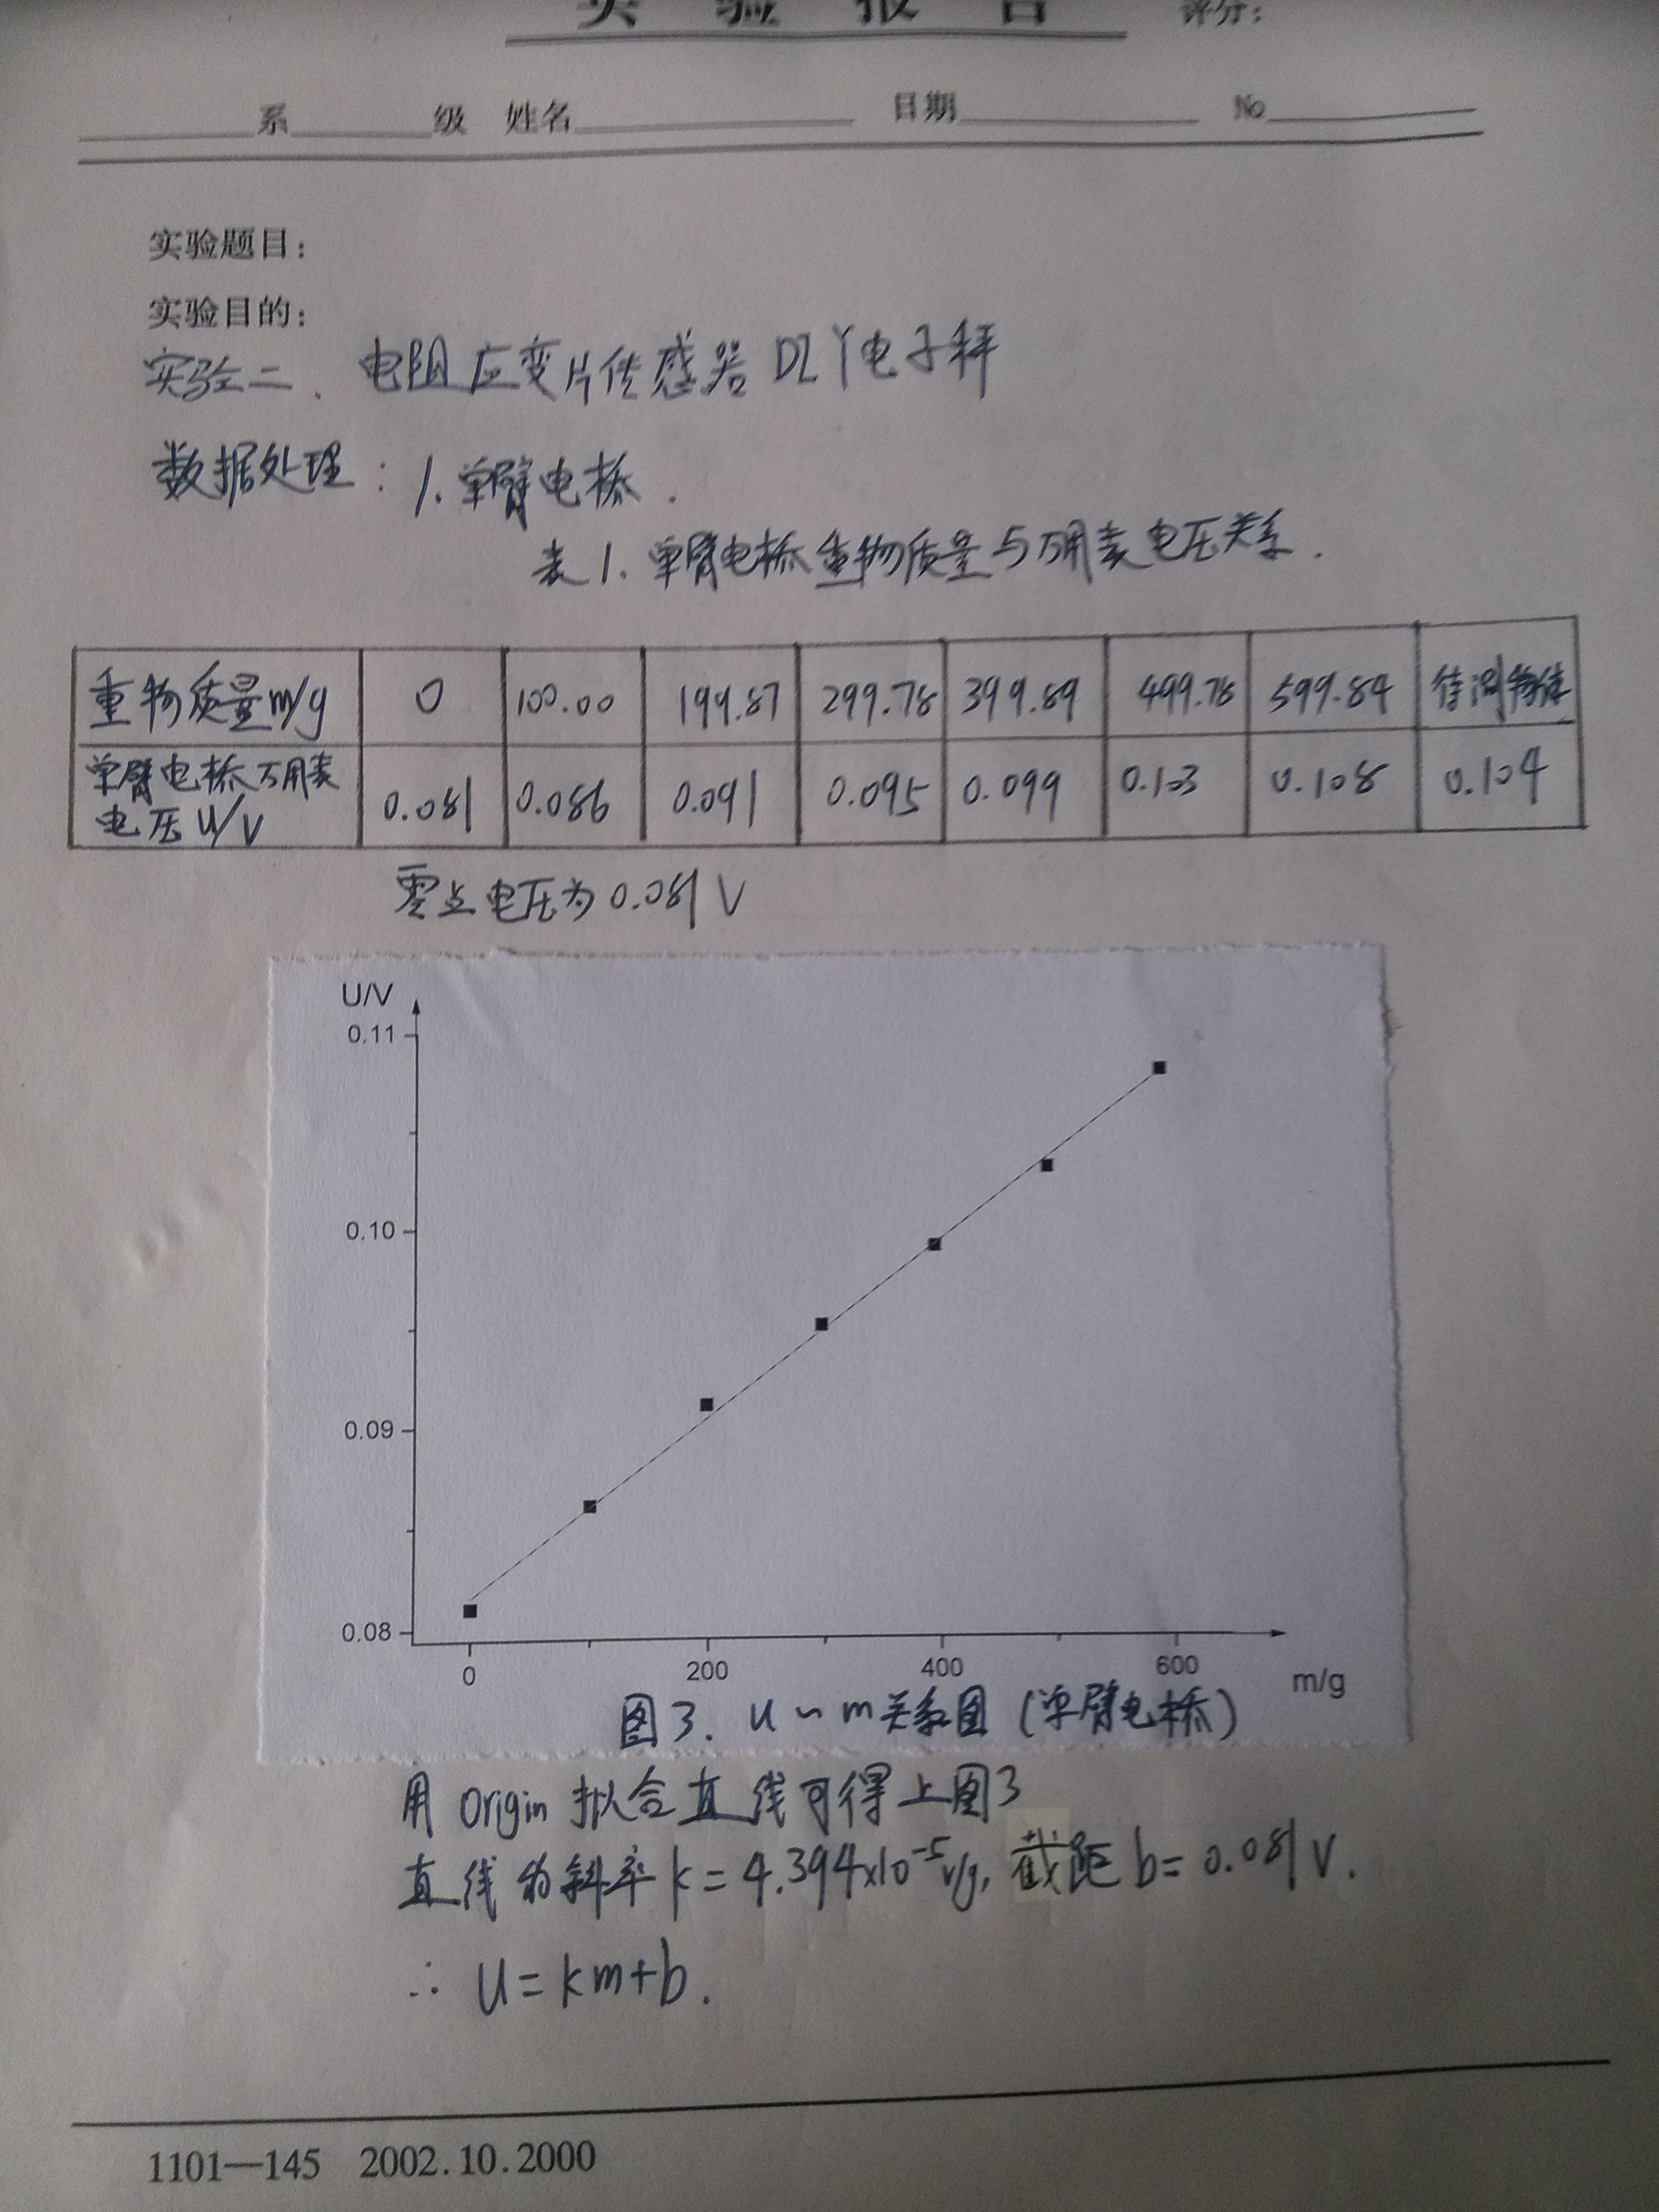 实 验 报 告 评分:
系 级 姓名 日期 No
实验题目:
实验目的:
实验二、电阻应变片传感器DIY电子秤
数据处理:1.单臂电桥.
表1.单臂电桥重物质量与万用表电压关系.
重物质量m/g 0 100.00 199.87 299.78 399.89 499.78 599.84 待测物体
单臂电桥万用表 0.081 0.086 0.091 0.095 0.099 0.103 0.108 0.104
电压U/V
零点电压为0.081V
U/V
0.11
0.10
0.09
0.08
0 200 400 600 m/g
图3. U~m关系图(单臂电桥)
用Origin拟合直线可得上图3
直线的斜率k=4.394×10⁻⁵V/g,截距b=0.081V.
∴ U=km+b.
1101—145 2002.10.2000